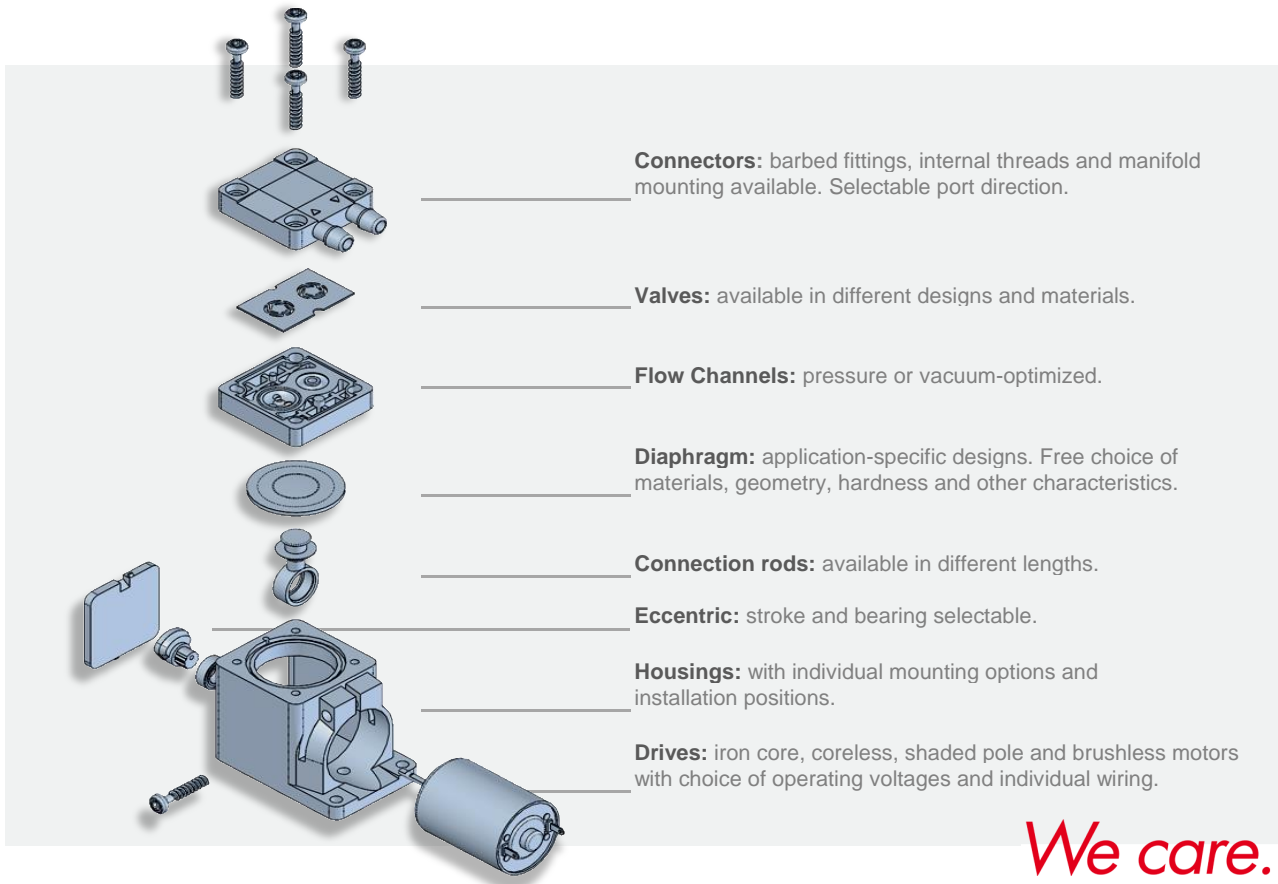 Connectors: barbed fittings, internal threads and manifold
mounting available. Selectable port direction.
Valves: available in different designs and materials.
Flow Channels: pressure or vacuum-optimized.
Diaphragm: application-specific designs. Free choice of
materials, geometry, hardness and other characteristics.
Connection rods: available in different lengths.
Eccentric: stroke and bearing selectable.
Housings: with individual mounting options and
installation positions.
Drives: iron core, coreless, shaded pole and brushless motors
with choice of operating voltages and individual wiring.
We care.